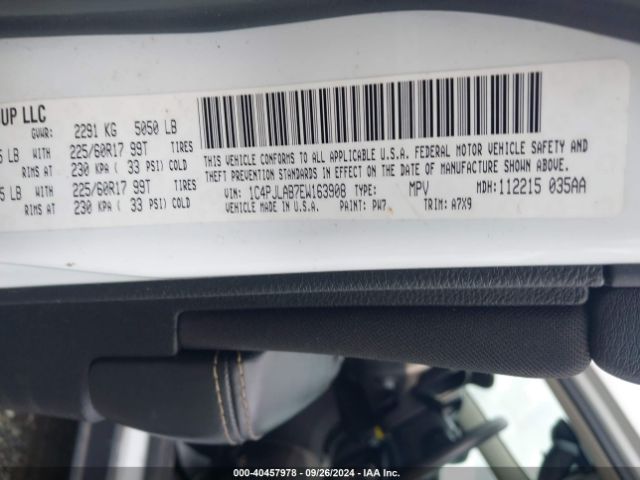 UP LLC
GVWR: 2291 KG 5050 LB
5 LB WITH 225/60R17 99T TIRES
RIMS AT 230 KPA ( 33 PSI) COLD
5 LB WITH 225/60R17 99T TIRES
RIMS AT 230 KPA ( 33 PSI) COLD
THIS VEHICLE CONFORMS TO ALL APPLICABLE U.S.A. FEDERAL MOTOR VEHICLE SAFETY AND
THEFT PREVENTION STANDARDS IN EFFECT ON THE DATE OF MANUFACTURE SHOWN ABOVE.
VIN: 1C4PJLAB7EW163908 TYPE: MPV MDH: 112215 035AA
VEHICLE MADE IN U.S.A. PAINT: PW7 TRIM: A7X9
000-40457978 - 09/26/2024 - IAA Inc.